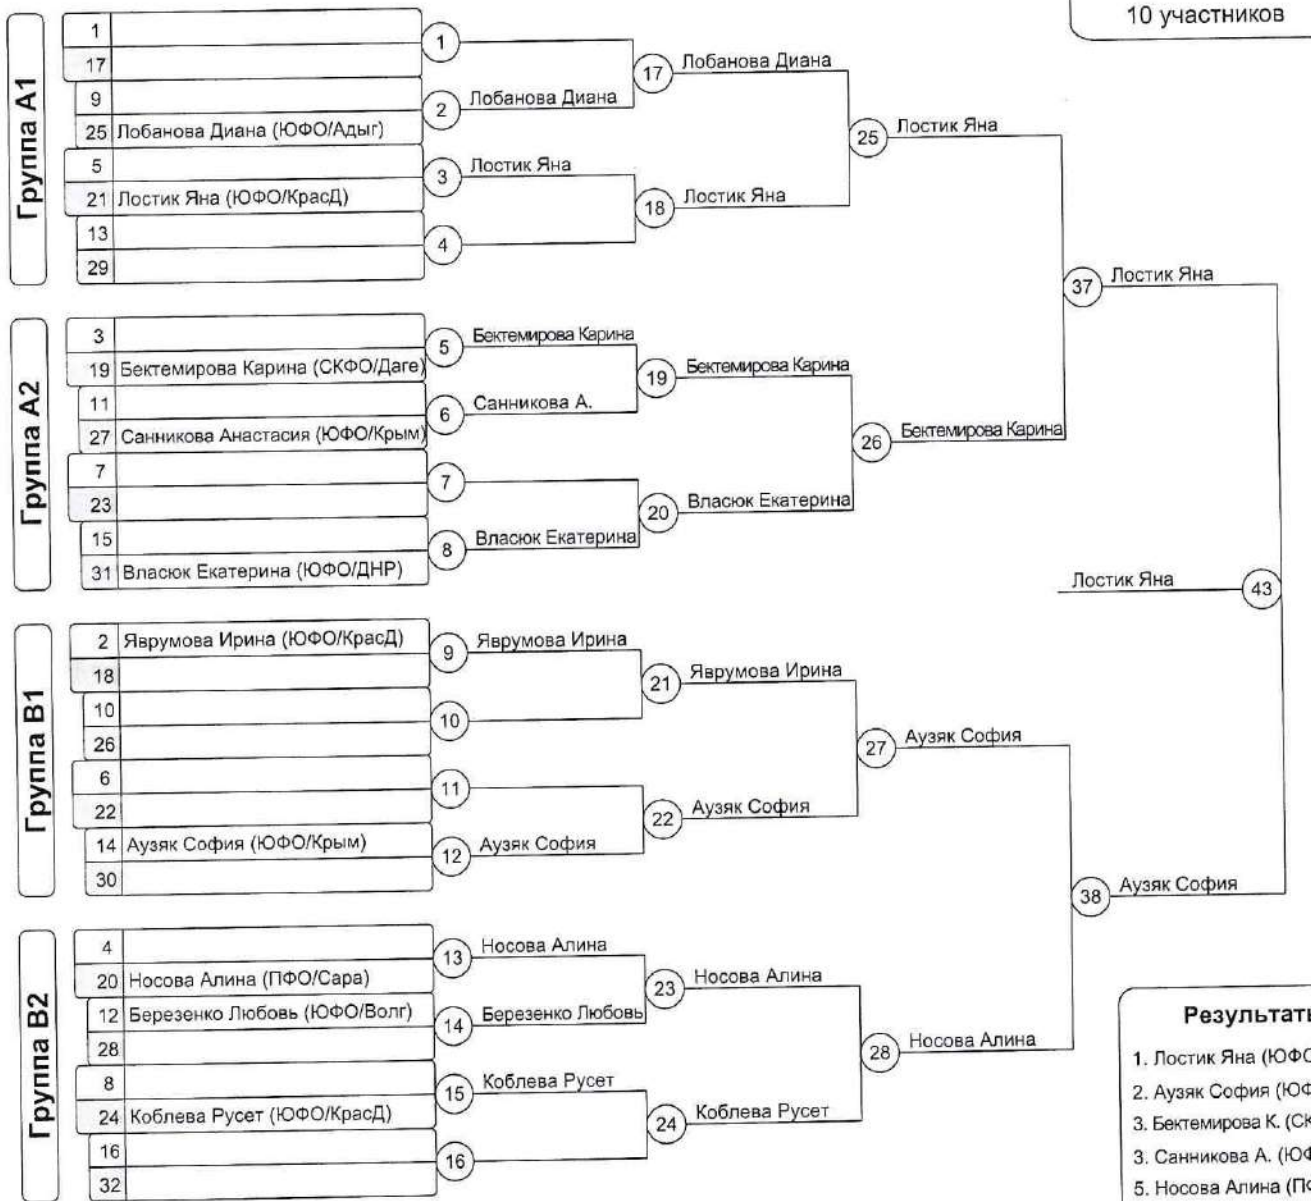 10 участников
Группа А1
1
17
9
25 Лобанова Диана (ЮФО/Адыг)
5
21 Лостик Яна (ЮФО/КрасД)
13
29
1
2 Лобанова Диана
3 Лостик Яна
4
17 Лобанова Диана
18 Лостик Яна
25 Лостик Яна
Группа А2
3
19 Бектемирова Карина (СКФО/Даге)
11
27 Санникова Анастасия (ЮФО/Крым)
7
23
15
31 Власюк Екатерина (ЮФО/ДНР)
5 Бектемирова Карина
6 Санникова А.
7
8 Власюк Екатерина
19 Бектемирова Карина
20 Власюк Екатерина
26 Бектемирова Карина
37 Лостик Яна
Лостик Яна 43
Группа В1
2 Яврумова Ирина (ЮФО/КрасД)
18
10
26
6
22
14 Аузяк София (ЮФО/Крым)
30
9 Яврумова Ирина
10
11
12 Аузяк София
21 Яврумова Ирина
22 Аузяк София
27 Аузяк София
38 Аузяк София
Группа В2
4
20 Носова Алина (ПФО/Сара)
12 Березенко Любовь (ЮФО/Волг)
28
8
24 Коблева Русет (ЮФО/КрасД)
16
32
13 Носова Алина
14 Березенко Любовь
15 Коблева Русет
16
23 Носова Алина
24 Коблева Русет
28 Носова Алина
Результать
1. Лостик Яна (ЮФО
2. Аузяк София (ЮФ
3. Бектемирова К. (СК
3. Санникова А. (ЮФ
5. Носова Алина (ПФ